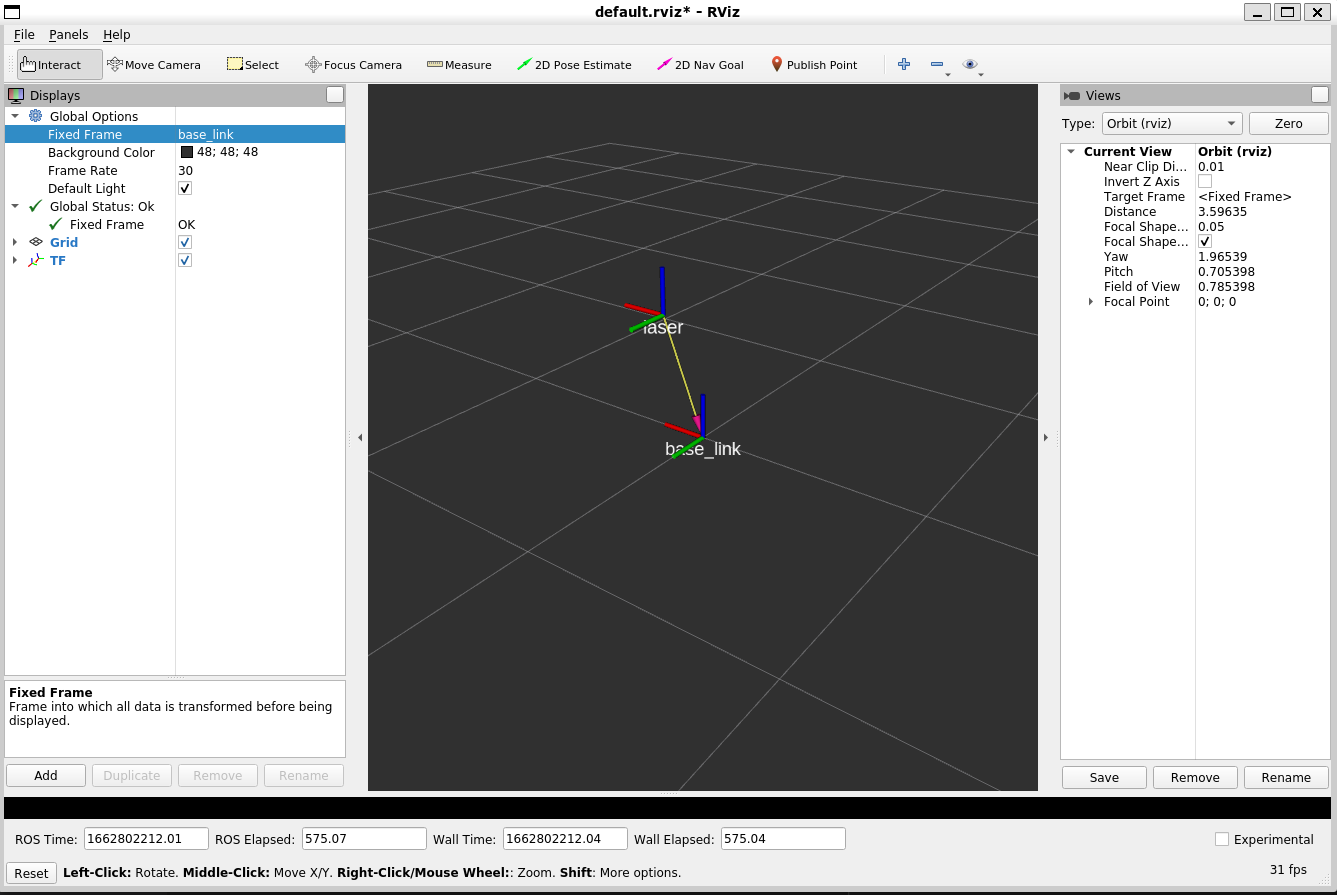 default.rviz* - RViz
File Panels Help
Interact Move Camera Select Focus Camera Measure 2D Pose Estimate 2D Nav Goal Publish Point
Displays
Global Options
Fixed Frame base_link
Background Color 48; 48; 48
Frame Rate 30
Default Light
Global Status: Ok
Fixed Frame OK
Grid
TF
Fixed Frame
Frame into which all data is transformed before being
displayed.
Add Duplicate Remove Rename
laser
base_link
Views
Type: Orbit (rviz) Zero
Current View Orbit (rviz)
Near Clip Di... 0.01
Invert Z Axis
Target Frame <Fixed Frame>
Distance 3.59635
Focal Shape... 0.05
Focal Shape...
Yaw 1.96539
Pitch 0.705398
Field of View 0.785398
Focal Point 0; 0; 0
Save Remove Rename
ROS Time: 1662802212.01 ROS Elapsed: 575.07 Wall Time: 1662802212.04 Wall Elapsed: 575.04 Experimental
Reset Left-Click: Rotate. Middle-Click: Move X/Y. Right-Click/Mouse Wheel:: Zoom. Shift: More options. 31 fps